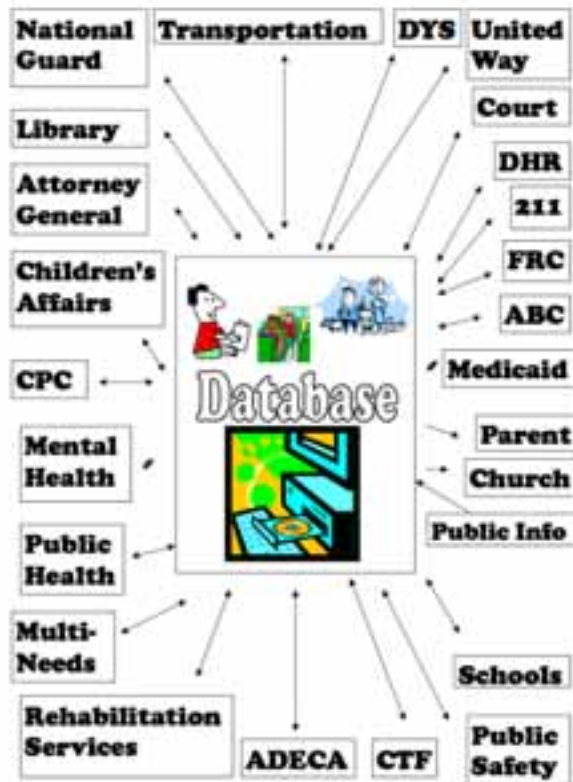 National
Guard
Transportation
DYS
United
Way
Library
Court
Attorney
General
DHR
211
Children's
Affairs
FRC
ABC
CPC
Medicaid
Database
Mental
Health
Parent
Church
Public
Health
Public Info
Multi-
Needs
Schools
Rehabilitation
Services
ADECA
CTF
Public
Safety